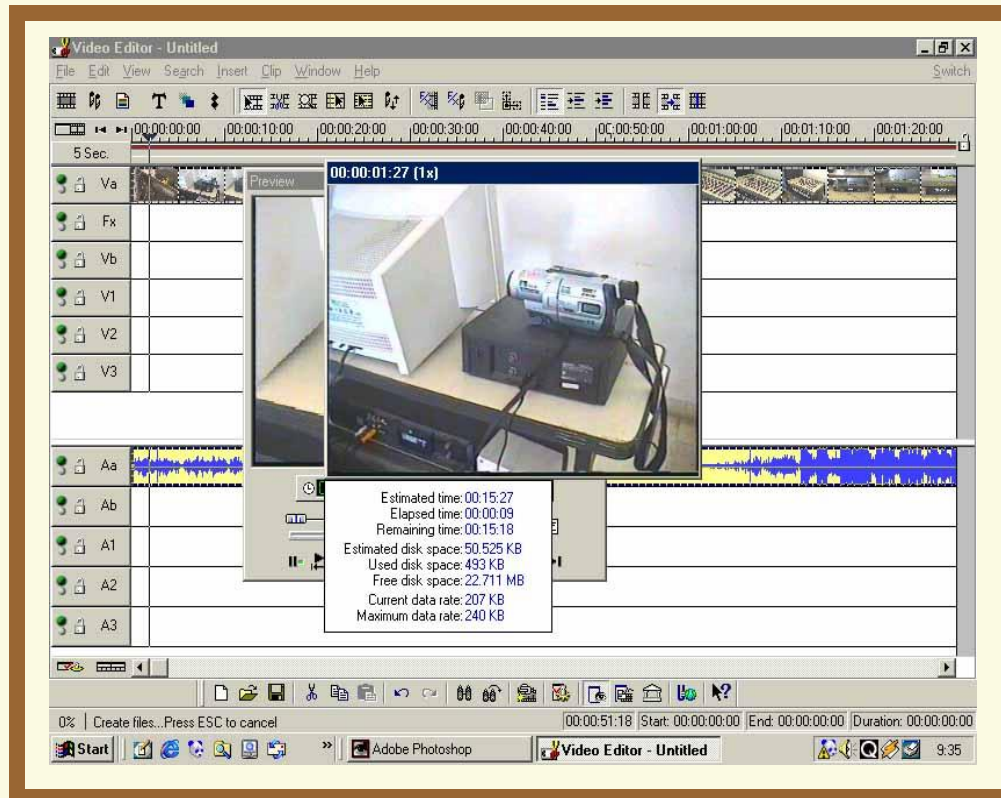 Video Editor - Untitled
File Edit View Search Insert Clip Window Help Switch
00:00:00:00 00:00:10:00 00:00:20:00 00:00:30:00 00:00:40:00 00:00:50:00 00:01:00:00 00:01:10:00 00:01:20:00
5 Sec.
Va
Preview
00:00:01:27 (1x)
Fx
Vb
V1
V2
V3
Aa
Ab
A1
A2
A3
Estimated time: 00:15:27
Elapsed time: 00:00:09
Remaining time: 00:15:18
Estimated disk space: 50.525 KB
Used disk space: 493 KB
Free disk space: 22.711 MB
Current data rate: 207 KB
Maximum data rate: 240 KB
0% Create files...Press ESC to cancel 00:00:51:18 Start: 00:00:00:00 End: 00:00:00:00 Duration: 00:00:00:00
Start Adobe Photoshop Video Editor - Untitled 9:35